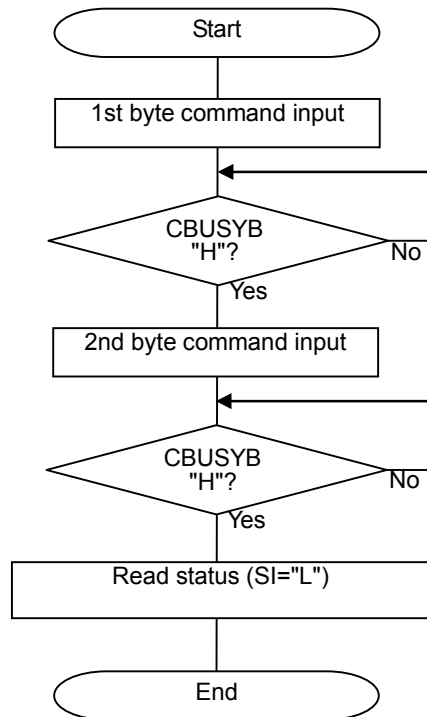 Start
1st byte command input
CBUSYB
"H"?
No
Yes
2nd byte command input
CBUSYB
"H"?
No
Yes
Read status (SI="L")
End